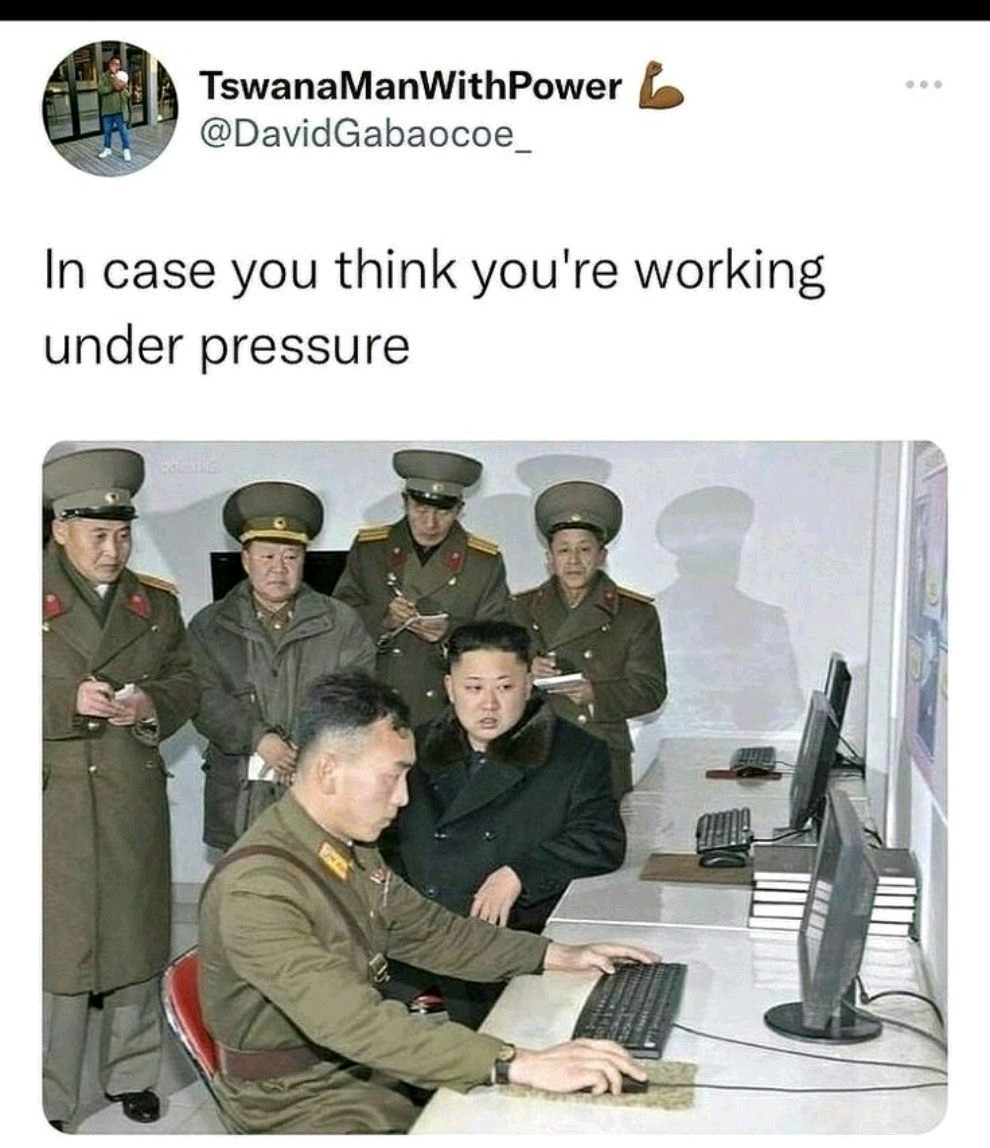 TswanaManWithPower 💪🏾
@DavidGabaocoe_
In case you think you're working
under pressure